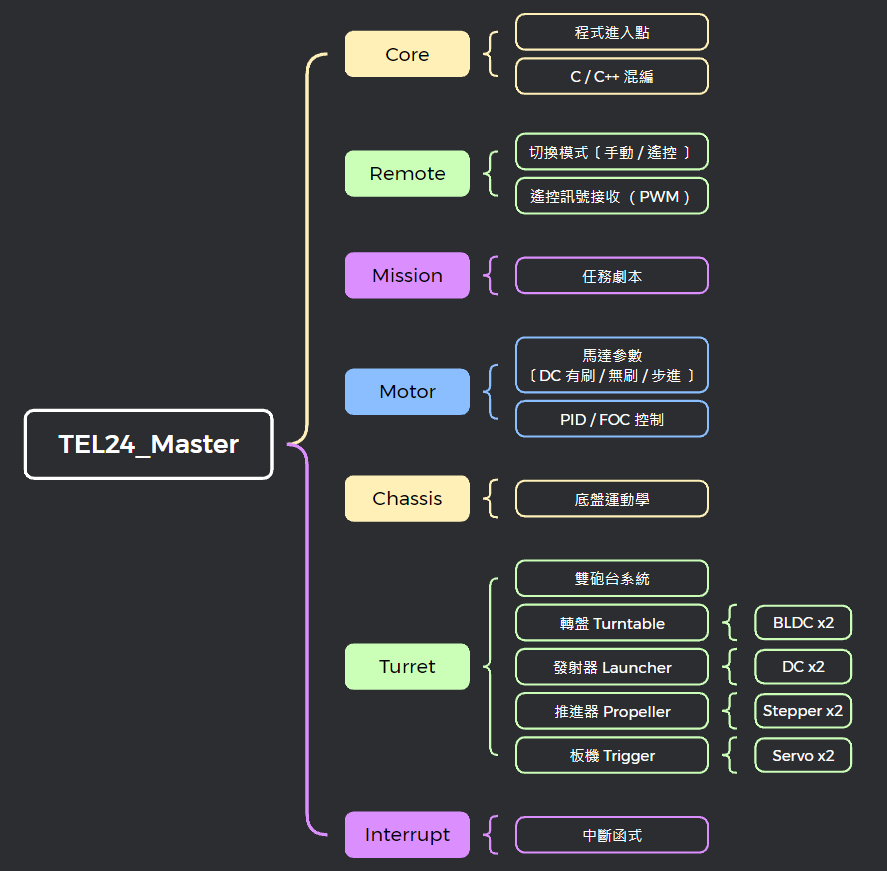 TEL24_Master
Core
程式進入點
C / C++ 混編
Remote
切換模式〔 手動 / 遙控 〕
遙控訊號接收 （ PWM ）
Mission
任務劇本
Motor
馬達參數
〔 DC 有刷 / 無刷 / 步進 〕
PID / FOC 控制
Chassis
底盤運動學
Turret
雙砲台系統
轉盤 Turntable
BLDC x2
發射器 Launcher
DC x2
推進器 Propeller
Stepper x2
板機 Trigger
Servo x2
Interrupt
中斷函式